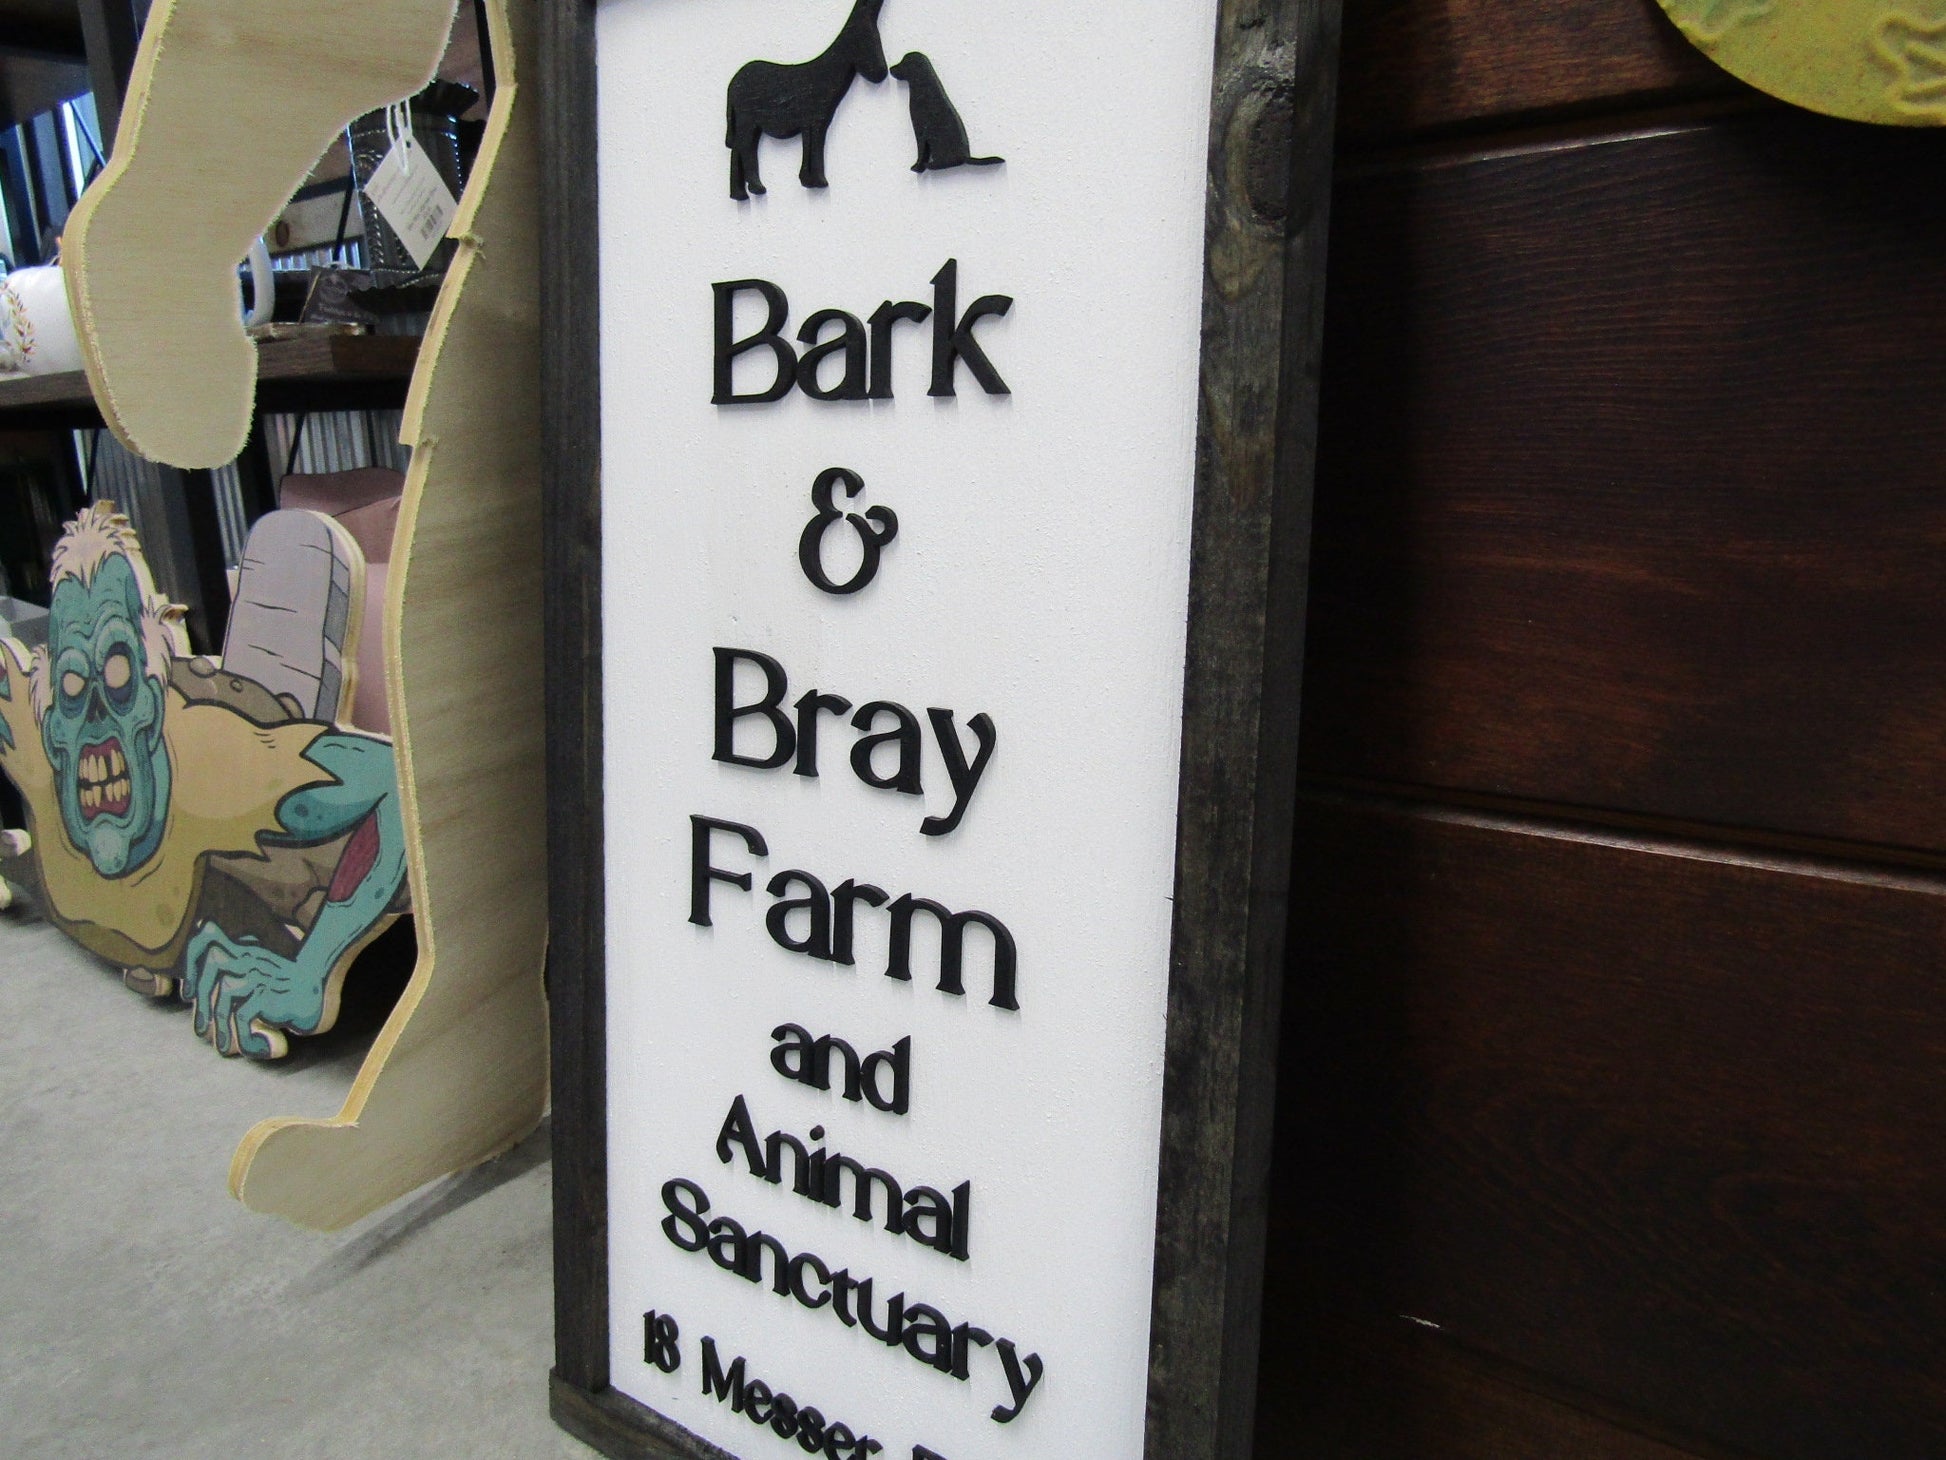 Bark
&
Bray
Farm
and
Animal
Sanctuary
18 Messer